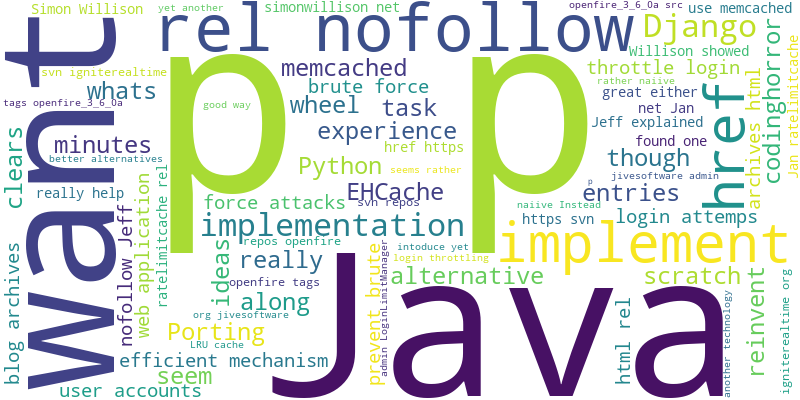 Simon Willison
yet another
simonwillison net
openfire_3_6_0a src
use memcached
rel nofollow
Django
want
p p
memcached
Willison showed
svn igniterealtime
whats
brute force
throttle login
great either
codinghorror
tags openfire_3_6_0a
wheel
task
net Jan
href
archives html
Jan ratelimitcache
good way
Jeff explained
clears
minutes
experience
found one
better alternatives
href https
though
Python
seems rather
jivesoftware admin
really help
EHCache
entries
p
force attacks
svn repos
naiive Instead
implementation
https svn
login attemps
web application
ratelimitcache rel
nofollow Jeff
blog archives
repos openfire
intoduce yet
implement
ideas
really
login throttling
prevent brute
admin LoginLimitManager
openfire tags
alternative
scratch
along
Java
org jivesoftware
Porting
LRU cache
html rel
another technology
reinvent
igniterealtime org
efficient mechanism
seem
user accounts
rather naiive